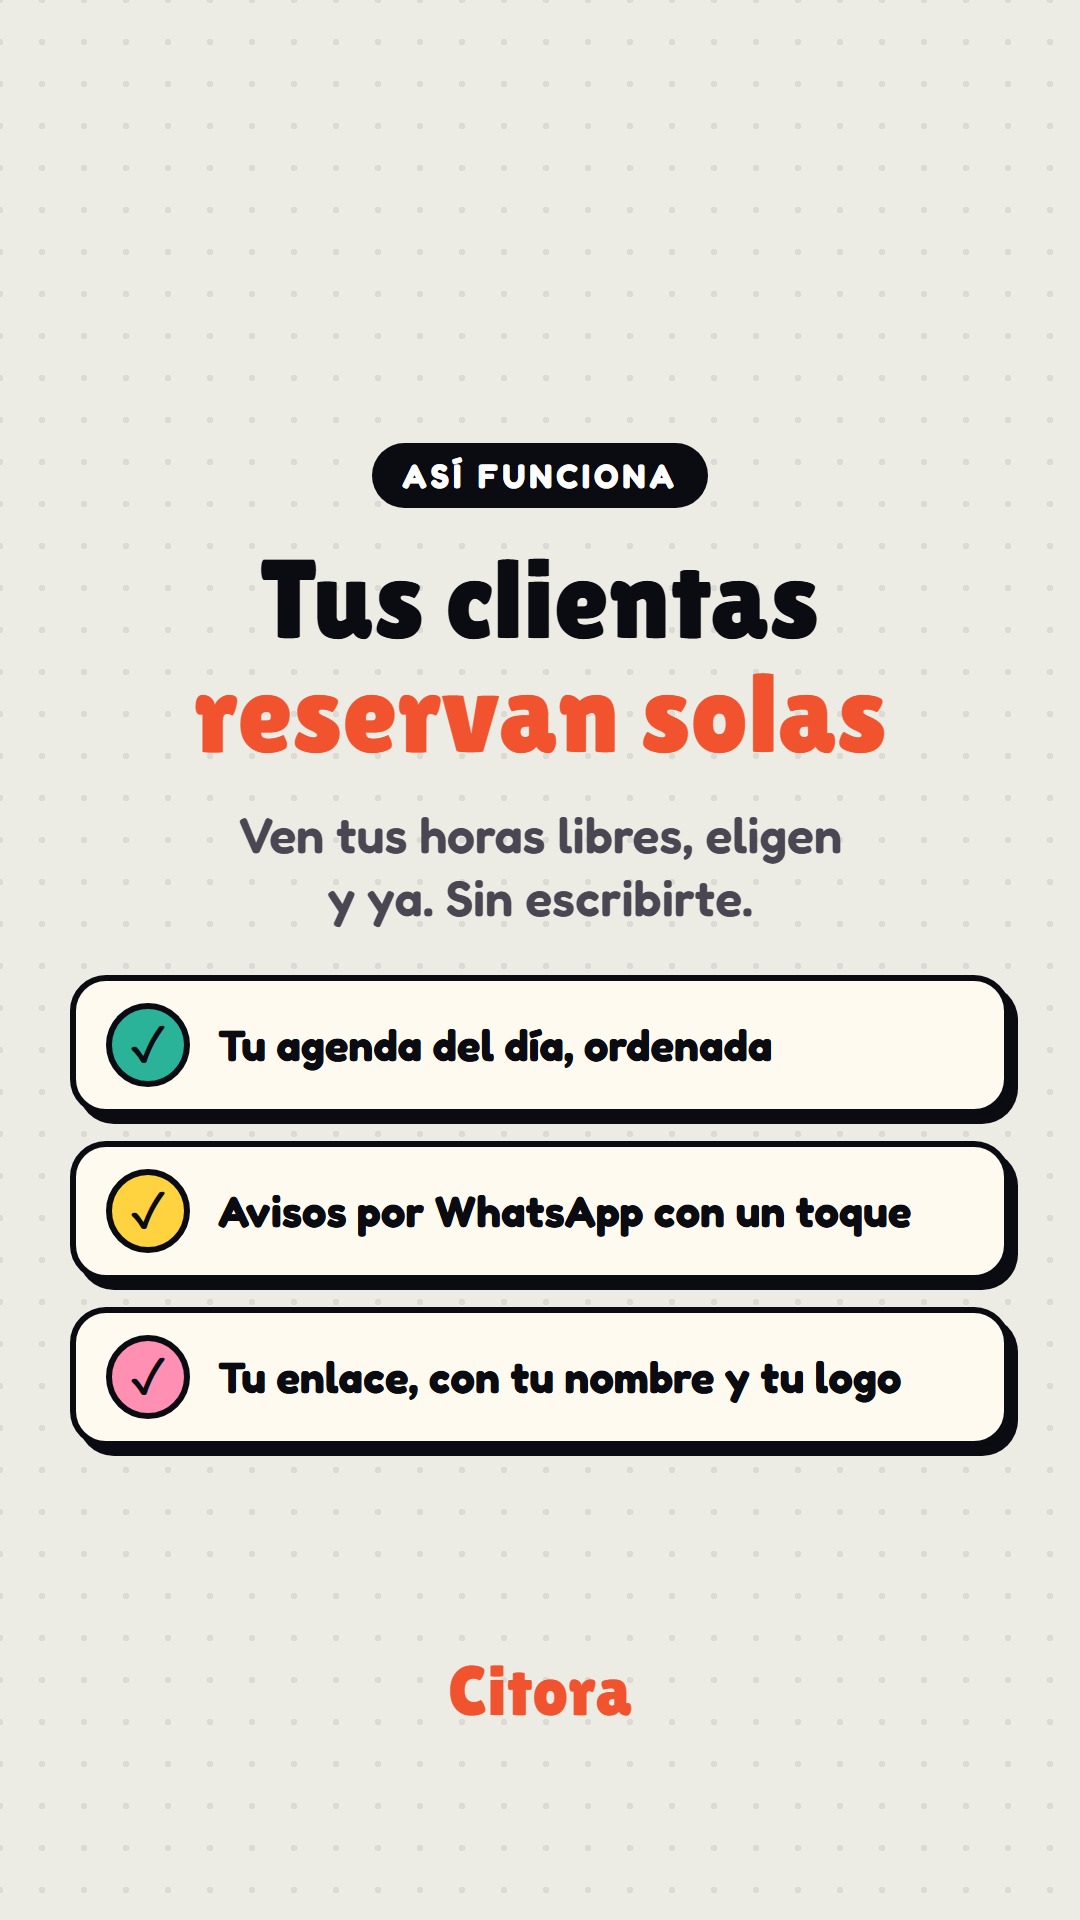 ASÍ FUNCIONA
Tus clientas
reservan solas
Ven tus horas libres, eligen
y ya. Sin escribirte.
✓ Tu agenda del día, ordenada
✓ Avisos por WhatsApp con un toque
✓ Tu enlace, con tu nombre y tu logo
Citora